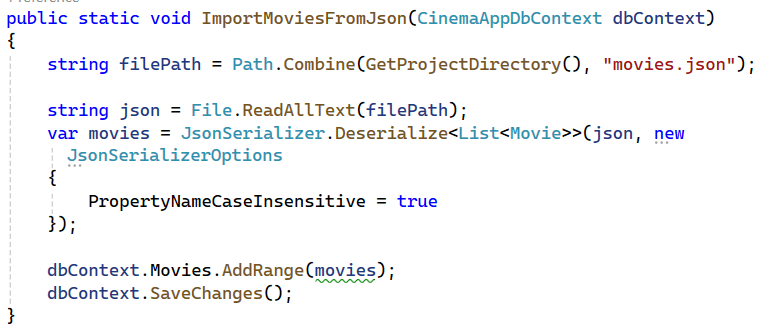 public static void ImportMoviesFromJson(CinemaAppDbContext dbContext)
{
    string filePath = Path.Combine(GetProjectDirectory(), "movies.json");

    string json = File.ReadAllText(filePath);
    var movies = JsonSerializer.Deserialize<List<Movie>>(json, new
      JsonSerializerOptions
    {
        PropertyNameCaseInsensitive = true
    });

    dbContext.Movies.AddRange(movies);
    dbContext.SaveChanges();
}